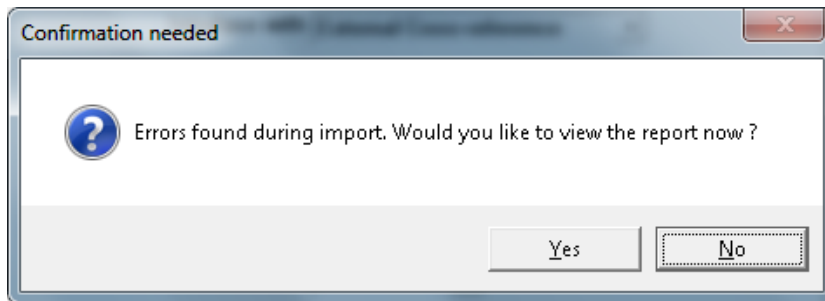 Confirmation needed
Errors found during import. Would you like to view the report now ?
Yes
No